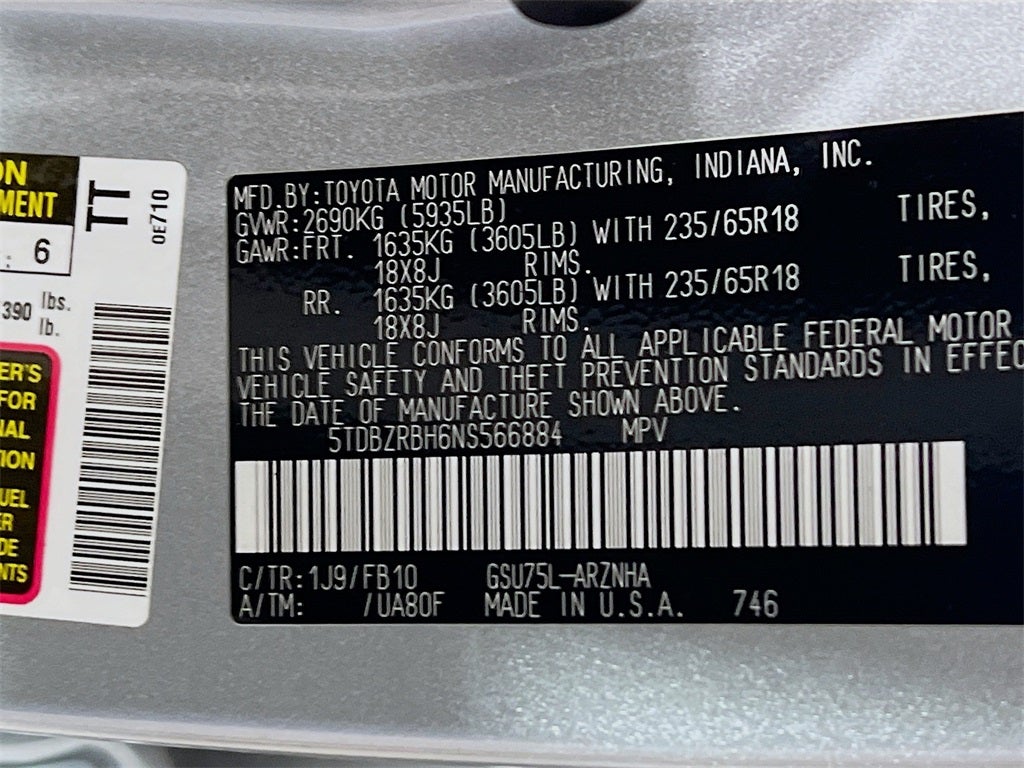 ON
MENT
: 6
390 lbs.
lb.
ER'S
FOR
NAL
TION
UEL
ER
DE
NTS
TT
0E710
MFD.BY:TOYOTA MOTOR MANUFACTURING, INDIANA, INC.
GVWR:2690KG (5935LB)
GAWR:FRT. 1635KG (3605LB) WITH 235/65R18 TIRES,
18X8J RIMS.
RR. 1635KG (3605LB) WITH 235/65R18 TIRES,
18X8J RIMS.
THIS VEHICLE CONFORMS TO ALL APPLICABLE FEDERAL MOTOR
VEHICLE SAFETY AND THEFT PREVENTION STANDARDS IN EFFEC
THE DATE OF MANUFACTURE SHOWN ABOVE.
5TDBZRBH6NS566884 MPV
C/TR:1J9/FB10 GSU75L-ARZNHA
A/TM: /UA80F MADE IN U.S.A. 746